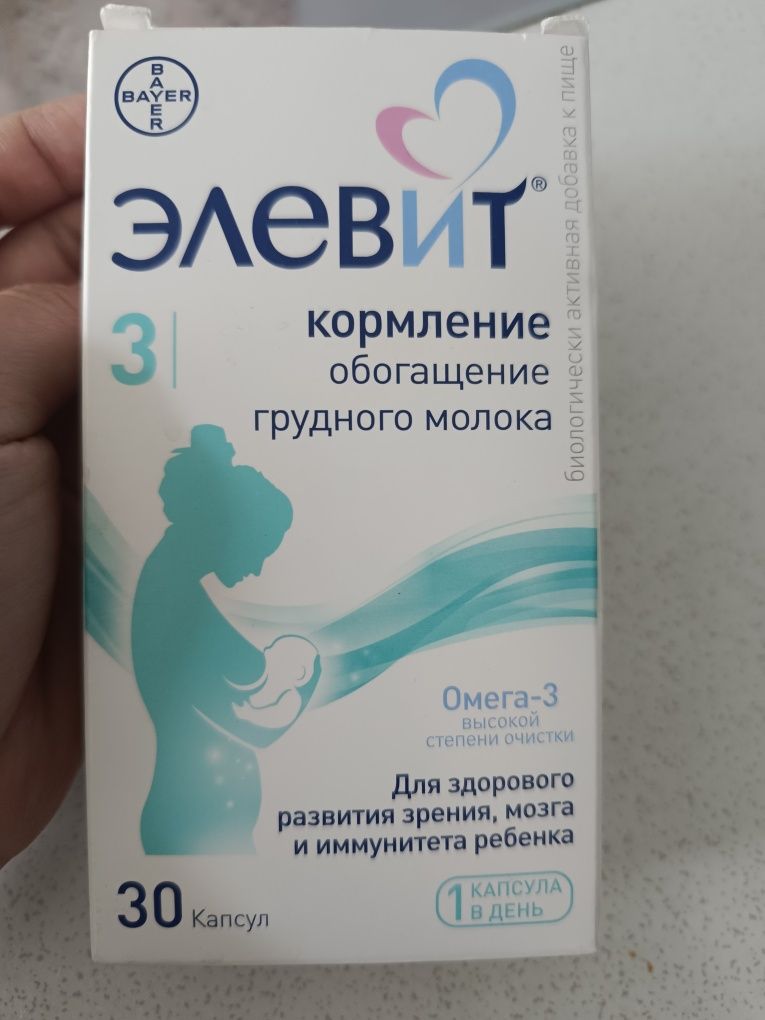 BAYER
BAYER
ЭЛЕВИТ®
3
кормление
обогащение
грудного молока
биологически активная добавка к пище
Омега-3
ВЫСОКОЙ
СТЕПЕНИ ОЧИСТКИ
Для здорового
развития зрения, мозга
и иммунитета ребенка
30 Капсул
1 КАПСУЛА
В ДЕНЬ